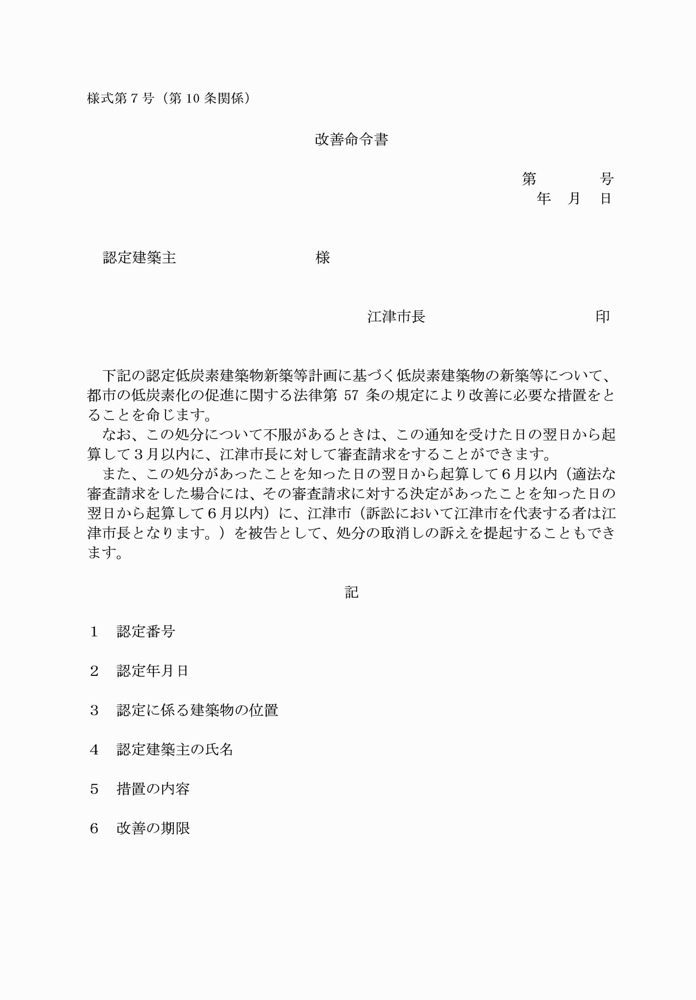 様式第７号（第 10 条関係）
改善命令書
第　　　　号
年　月　日
認定建築主　　　　　　　　　様
江津市長　　　　　　　　　　　印
　下記の認定低炭素建築物新築等計画に基づく低炭素建築物の新築等について、
都市の低炭素化の促進に関する法律第 57 条の規定により改善に必要な措置をと
ることを命じます。
　なお、この処分について不服があるときは、この通知を受けた日の翌日から起
算して３月以内に、江津市長に対して審査請求をすることができます。
　また、この処分があったことを知った日の翌日から起算して６月以内（適法な
審査請求をした場合には、その審査請求に対する決定があったことを知った日の
翌日から起算して６月以内）に、江津市（訴訟において江津市を代表する者は江
津市長となります。）を被告として、処分の取消しの訴えを提起することもでき
ます。
記
１　認定番号
２　認定年月日
３　認定に係る建築物の位置
４　認定建築主の氏名
５　措置の内容
６　改善の期限